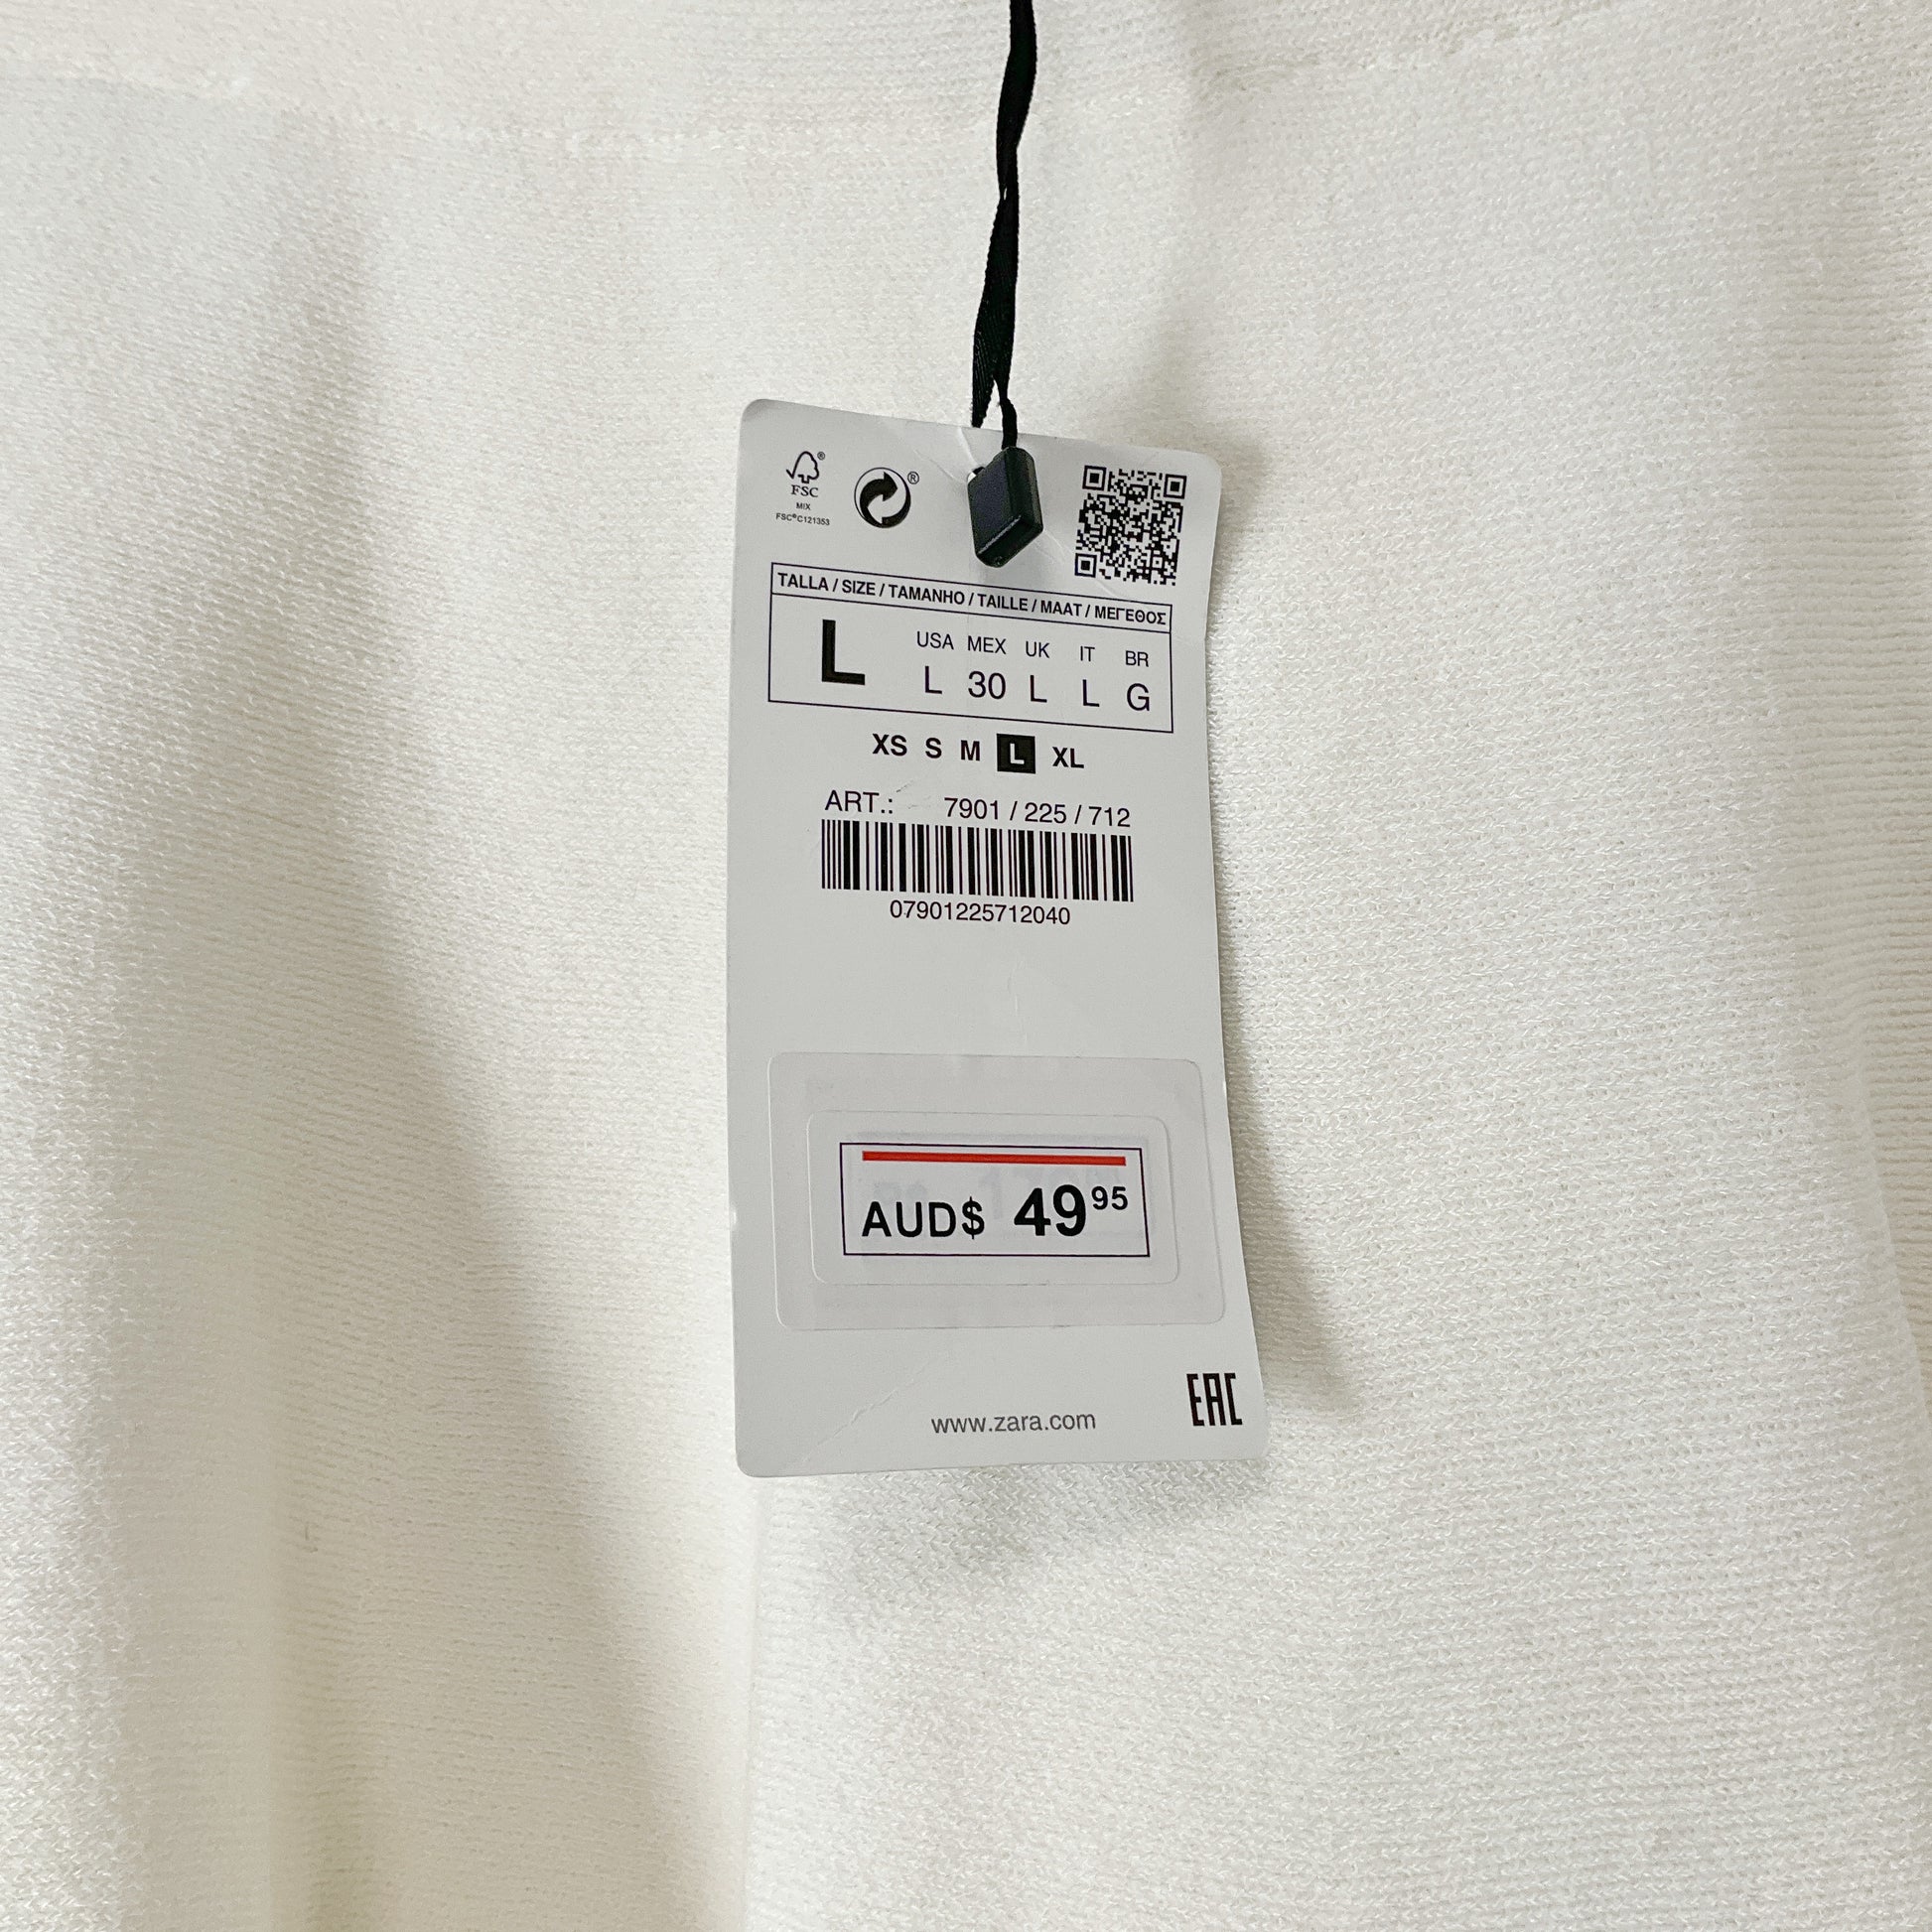 FSC®
MIX
FSC®C121353
®
TALLA / SIZE / TAMANHO / TAILLE / MAAT / ΜΕΓΕΘΟΣ
L
USA MEX UK IT BR
L 30 L L G
XS S M L XL
ART.: 7901 / 225 / 712
07901225712040
AUD$ 49 95
www.zara.com
EAC